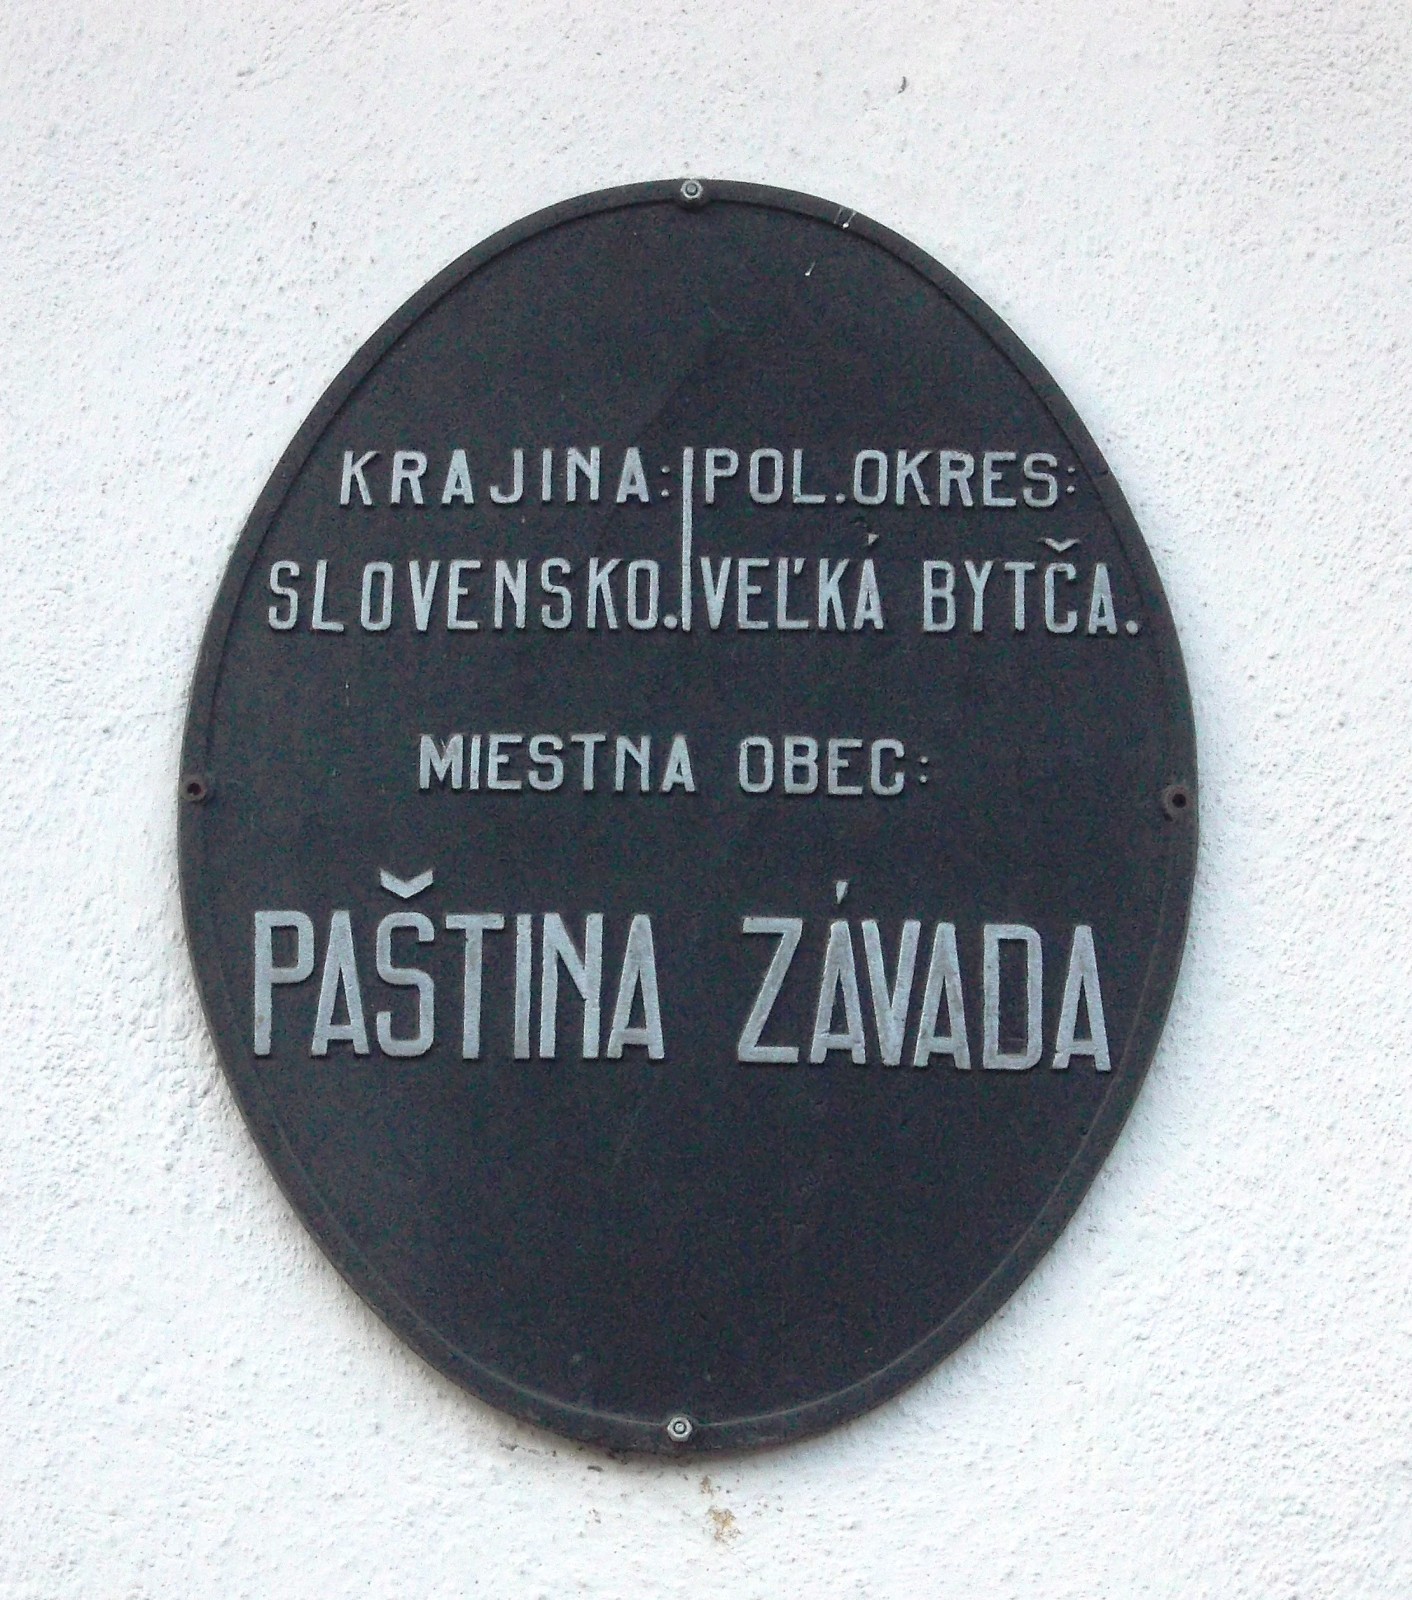 KRAJINA: POL.OKRES:
SLOVENSKO. VEĽKÁ BYTČA.
MIESTNA OBEC:
PAŠTINA ZÁVADA